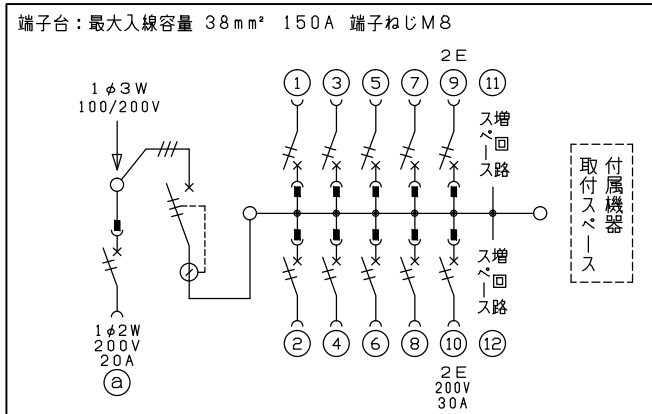 端子台：最大入線容量 38mm² 150A 端子ねじM8
1φ3W
100/200V
2E
1 3 5 7 9 11
増回路
スペース
付属機器
取付スペース
増回路
スペース
1φ2W
200V
20A
a
2 4 6 8 10 12
2E
200V
30A